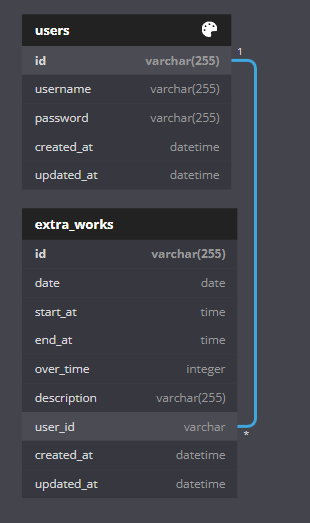 users
id varchar(255)
username varchar(255)
password varchar(255)
created_at datetime
updated_at datetime
1
extra_works
id varchar(255)
date date
start_at time
end_at time
over_time integer
description varchar(255)
user_id varchar
*
created_at datetime
updated_at datetime